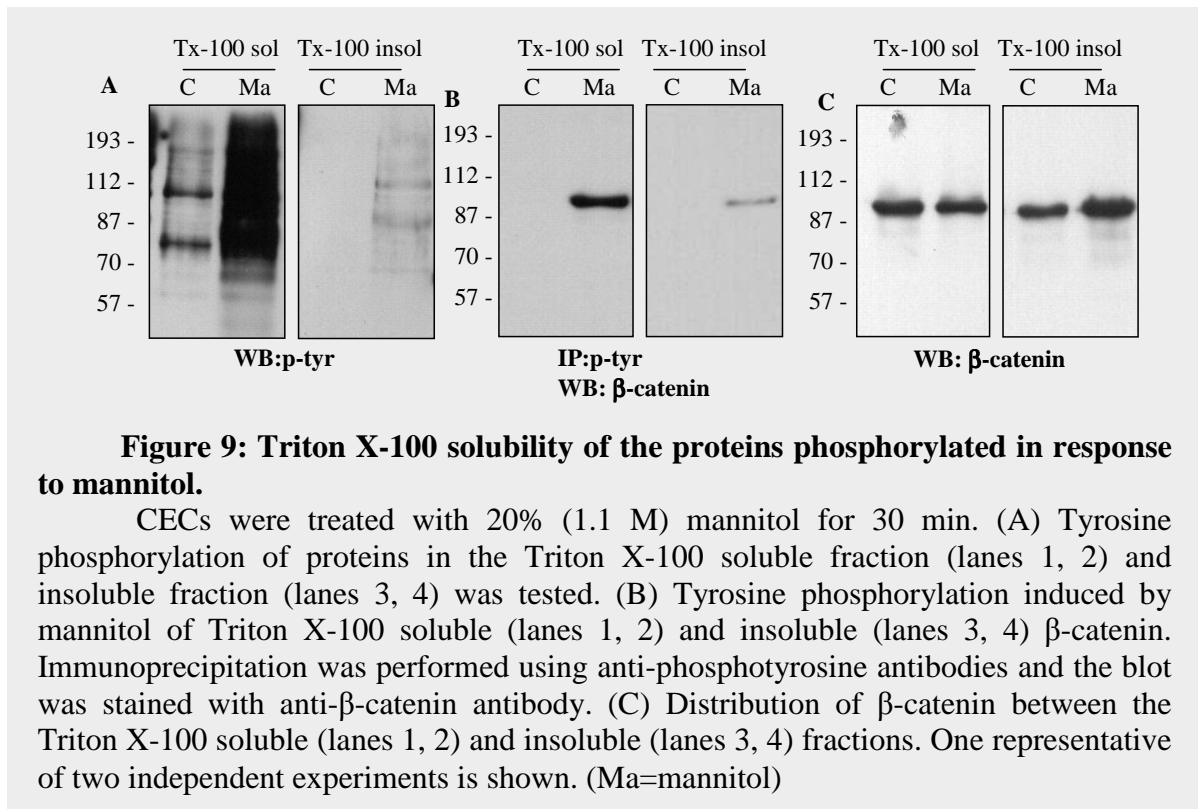 Tx-100 sol Tx-100 insol
A C Ma C Ma
193 -
112 -
87 -
70 -
57 -
WB:p-tyr
Tx-100 sol Tx-100 insol
B C Ma C Ma
193 -
112 -
87 -
70 -
57 -
IP:p-tyr
WB: β-catenin
Tx-100 sol Tx-100 insol
C C Ma C Ma
193 -
112 -
87 -
70 -
57 -
WB: β-catenin
Figure 9: Triton X-100 solubility of the proteins phosphorylated in response
to mannitol.
CECs were treated with 20% (1.1 M) mannitol for 30 min. (A) Tyrosine
phosphorylation of proteins in the Triton X-100 soluble fraction (lanes 1, 2) and
insoluble fraction (lanes 3, 4) was tested. (B) Tyrosine phosphorylation induced by
mannitol of Triton X-100 soluble (lanes 1, 2) and insoluble (lanes 3, 4) β-catenin.
Immunoprecipitation was performed using anti-phosphotyrosine antibodies and the blot
was stained with anti-β-catenin antibody. (C) Distribution of β-catenin between the
Triton X-100 soluble (lanes 1, 2) and insoluble (lanes 3, 4) fractions. One representative
of two independent experiments is shown. (Ma=mannitol)